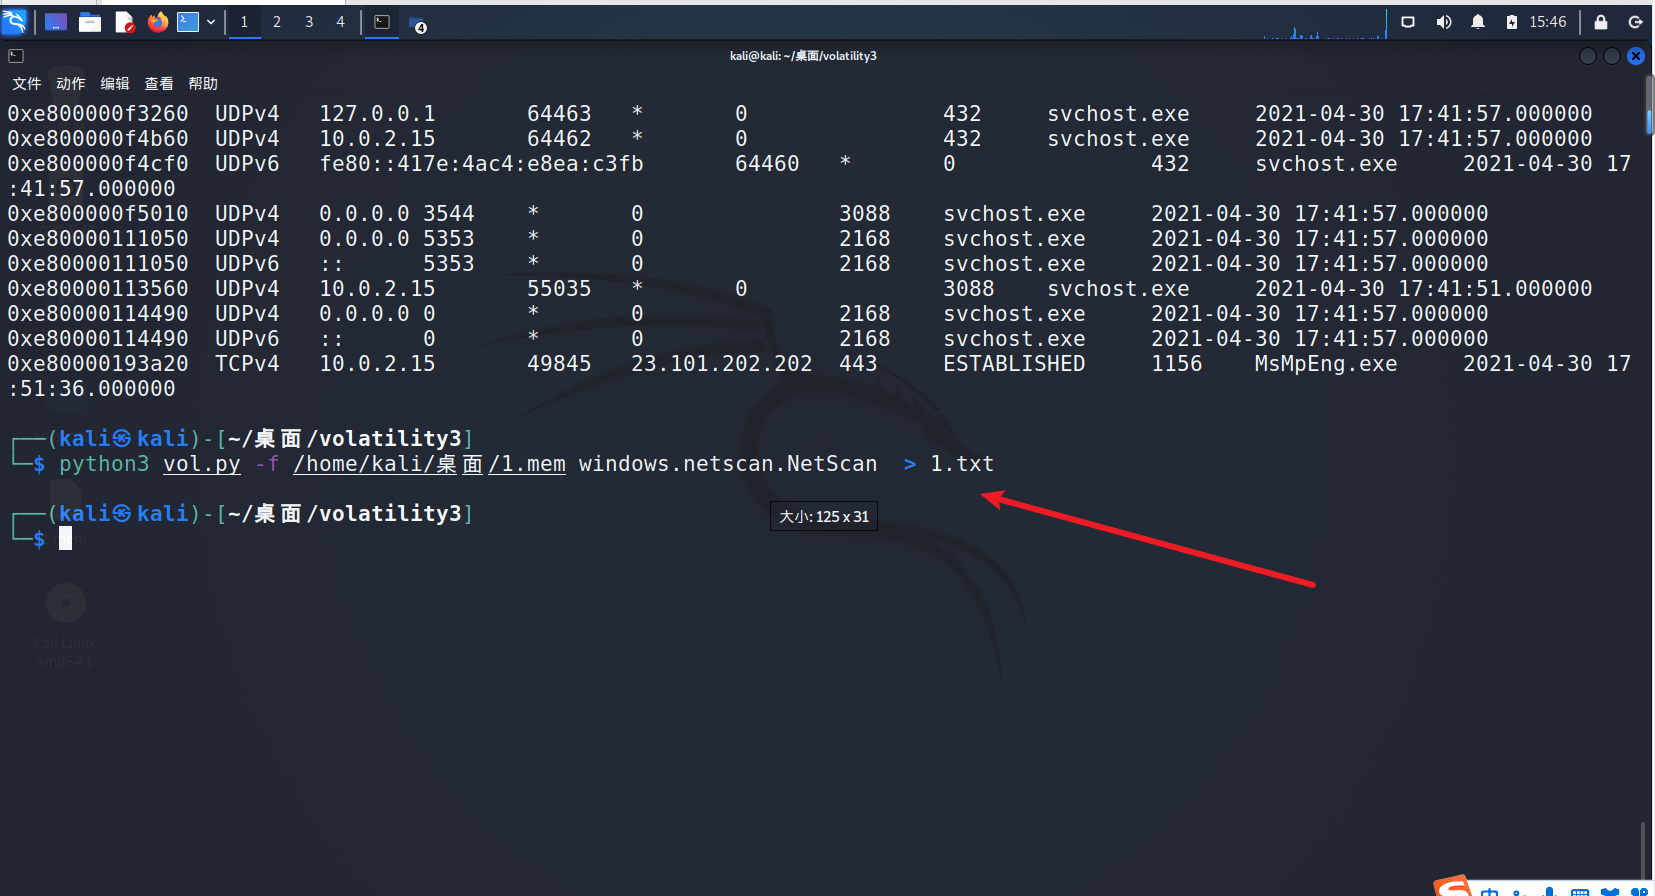 1 2 3 4 4 15:46
kali@kali: ~/桌面/volatility3
文件 动作 编辑 查看 帮助
0xe800000f3260 UDPv4 127.0.0.1 64463 * 0 432 svchost.exe 2021-04-30 17:41:57.000000
0xe800000f4b60 UDPv4 10.0.2.15 64462 * 0 432 svchost.exe 2021-04-30 17:41:57.000000
0xe800000f4cf0 UDPv6 fe80::417e:4ac4:e8ea:c3fb 64460 * 0 432 svchost.exe 2021-04-30 17
:41:57.000000
0xe800000f5010 UDPv4 0.0.0.0 3544 * 0 3088 svchost.exe 2021-04-30 17:41:57.000000
0xe80000111050 UDPv4 0.0.0.0 5353 * 0 2168 svchost.exe 2021-04-30 17:41:57.000000
0xe80000111050 UDPv6 :: 5353 * 0 2168 svchost.exe 2021-04-30 17:41:57.000000
0xe80000113560 UDPv4 10.0.2.15 55035 * 0 3088 svchost.exe 2021-04-30 17:41:51.000000
0xe80000114490 UDPv4 0.0.0.0 0 * 0 2168 svchost.exe 2021-04-30 17:41:57.000000
0xe80000114490 UDPv6 :: 0 * 0 2168 svchost.exe 2021-04-30 17:41:57.000000
0xe80000193a20 TCPv4 10.0.2.15 49845 23.101.202.202 443 ESTABLISHED 1156 MsMpEng.exe 2021-04-30 17
:51:36.000000
┌──(kali㉿kali)-[~/桌面/volatility3]
└─$ python3 vol.py -f /home/kali/桌面/1.mem windows.netscan.NetScan > 1.txt
┌──(kali㉿kali)-[~/桌面/volatility3]
└─$
大小: 125 x 31
Kali Linux
amd64 1
中